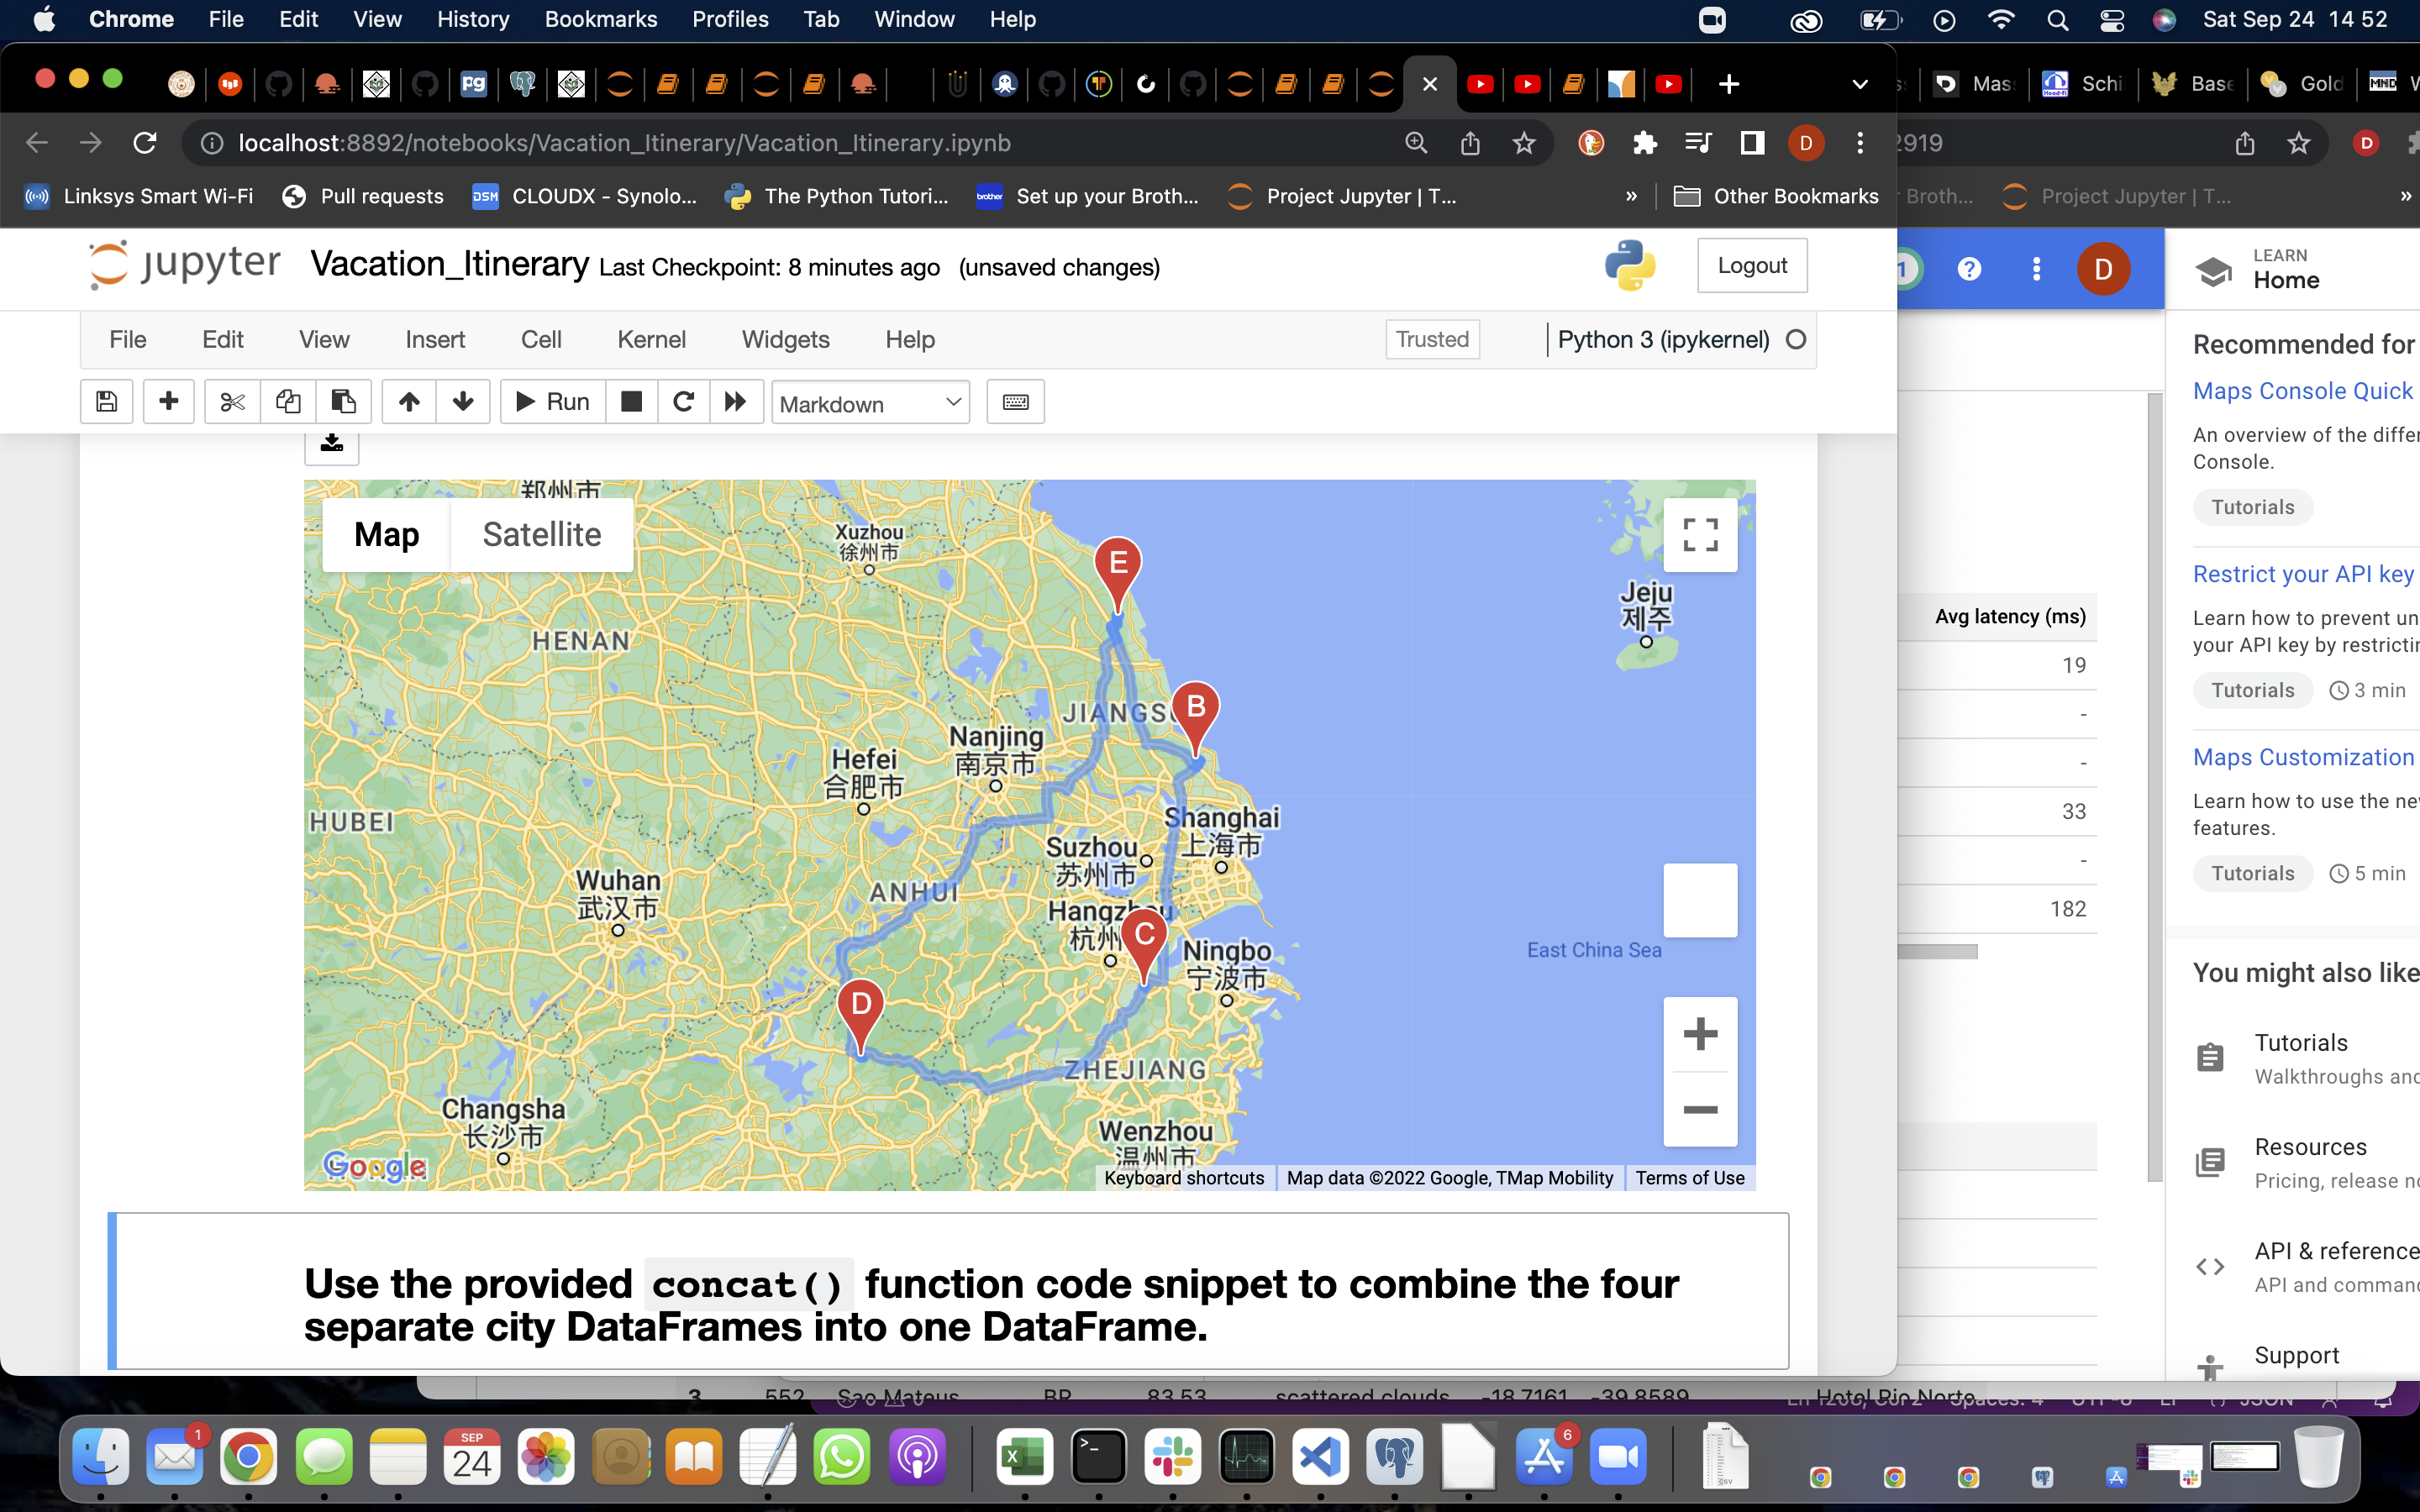 Chrome File Edit View History Bookmarks Profiles Tab Window Help Sat Sep 24 14 52
Mas Schi Base Gold
localhost:8892/notebooks/Vacation_Itinerary/Vacation_Itinerary.ipynb D 2919 D
Linksys Smart Wi-Fi Pull requests DSM CLOUDX - Synolo... The Python Tutori... brother Set up your Broth... Project Jupyter | T... » Other Bookmarks Broth... Project Jupyter | T... »
jupyter Vacation_Itinerary Last Checkpoint: 8 minutes ago (unsaved changes) Logout
File Edit View Insert Cell Kernel Widgets Help Trusted Python 3 (ipykernel)
Run Markdown
1 ? D
LEARN
Home
Recommended for
Maps Console Quick
An overview of the differ
Console.
Tutorials
Restrict your API key
Learn how to prevent un
your API key by restrictin
Tutorials 3 min
Maps Customization
Learn how to use the ne
features.
Tutorials 5 min
You might also like
Tutorials
Walkthroughs and
Resources
Pricing, release no
API & reference
API and comman
Support
Avg latency (ms)
19
-
-
33
-
182
郑州市
Map Satellite
Xuzhou
徐州市
E
Jeju
제주
HENAN
B
JIANGSU
Nanjing
南京市
Hefei
合肥市
HUBEI
Shanghai
上海市
Suzhou
苏州市
Wuhan
武汉市
ANHUI
Hangzhou
杭州
C
Ningbo
宁波市
East China Sea
D
ZHEJIANG
Changsha
长沙市
Wenzhou
温州市
Google
Keyboard shortcuts Map data ©2022 Google, TMap Mobility Terms of Use
Use the provided concat() function code snippet to combine the four
separate city DataFrames into one DataFrame.
3 552 Sao Mateus BR 83.53 scattered clouds -18.7161 -39.8589 Hotel Rio Norte
1
SEP
24
6
CSV